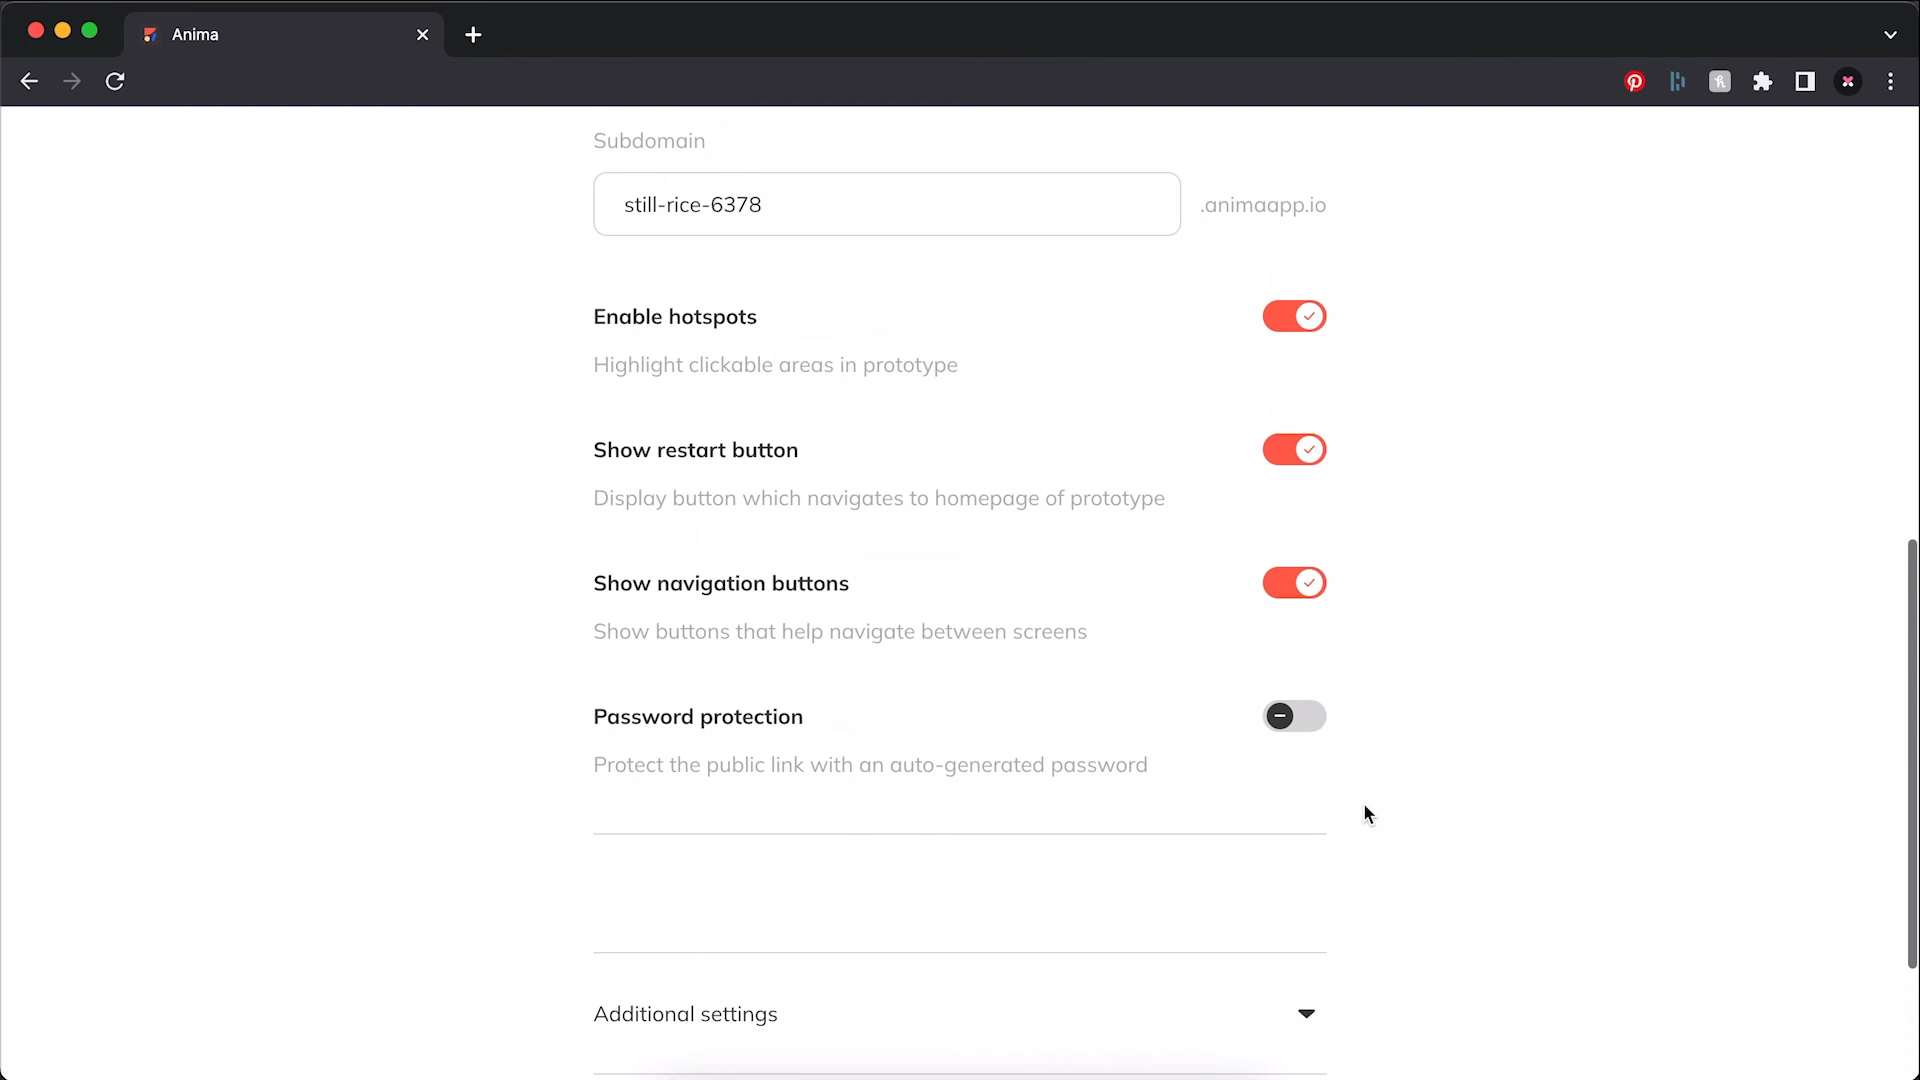 Anima
Subdomain
still-rice-6378
.animaapp.io
Enable hotspots
Highlight clickable areas in prototype
Show restart button
Display button which navigates to homepage of prototype
Show navigation buttons
Show buttons that help navigate between screens
Password protection
Protect the public link with an auto-generated password
Additional settings